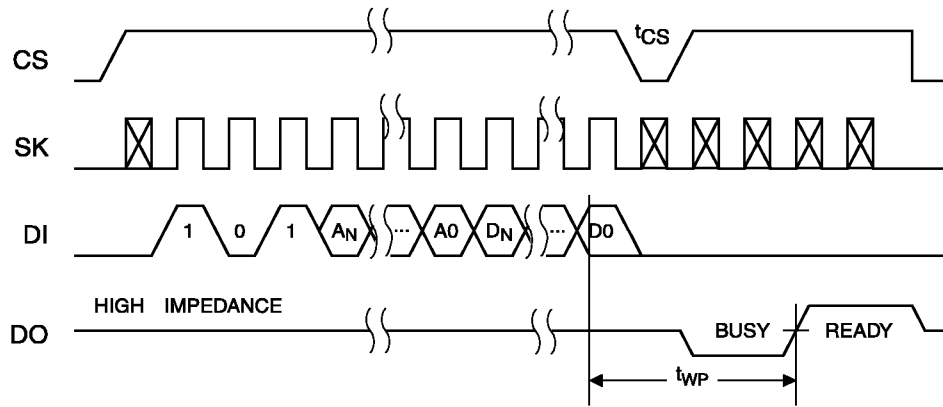 CS
tCS
SK
DI
1 0 1 AN ... A0 DN ... D0
HIGH IMPEDANCE
DO
BUSY READY
tWP